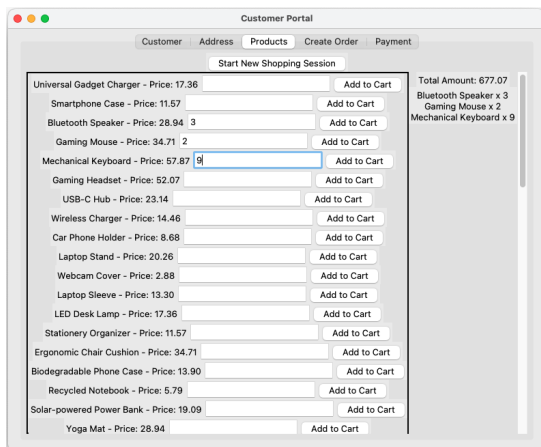 Customer Portal
Customer Address Products Create Order Payment
Start New Shopping Session
Universal Gadget Charger - Price: 17.36 Add to Cart
Smartphone Case - Price: 11.57 Add to Cart
Bluetooth Speaker - Price: 28.94 3 Add to Cart
Gaming Mouse - Price: 34.71 2 Add to Cart
Mechanical Keyboard - Price: 57.87 9 Add to Cart
Gaming Headset - Price: 52.07 Add to Cart
USB-C Hub - Price: 23.14 Add to Cart
Wireless Charger - Price: 14.46 Add to Cart
Car Phone Holder - Price: 8.68 Add to Cart
Laptop Stand - Price: 20.26 Add to Cart
Webcam Cover - Price: 2.88 Add to Cart
Laptop Sleeve - Price: 13.30 Add to Cart
LED Desk Lamp - Price: 17.36 Add to Cart
Stationery Organizer - Price: 11.57 Add to Cart
Ergonomic Chair Cushion - Price: 34.71 Add to Cart
Biodegradable Phone Case - Price: 13.90 Add to Cart
Recycled Notebook - Price: 5.79 Add to Cart
Solar-powered Power Bank - Price: 19.09 Add to Cart
Yoga Mat - Price: 28.94 Add to Cart
Total Amount: 677.07
Bluetooth Speaker x 3
Gaming Mouse x 2
Mechanical Keyboard x 9